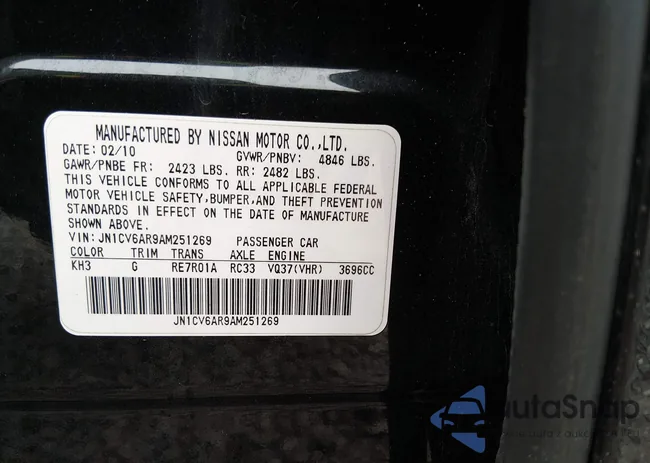 MANUFACTURED BY NISSAN MOTOR CO.,LTD.
DATE: 02/10 GVWR/PNBV: 4846 LBS.
GAWR/PNBE FR: 2423 LBS. RR: 2482 LBS.
THIS VEHICLE CONFORMS TO ALL APPLICABLE FEDERAL
MOTOR VEHICLE SAFETY, BUMPER, AND THEFT PREVENTION
STANDARDS IN EFFECT ON THE DATE OF MANUFACTURE
SHOWN ABOVE.
VIN: JN1CV6AR9AM251269 PASSENGER CAR
COLOR TRIM TRANS AXLE ENGINE
KH3 G RE7R01A RC33 VQ37(VHR) 3696CC
JN1CV6AR9AM251269
AutaSnap